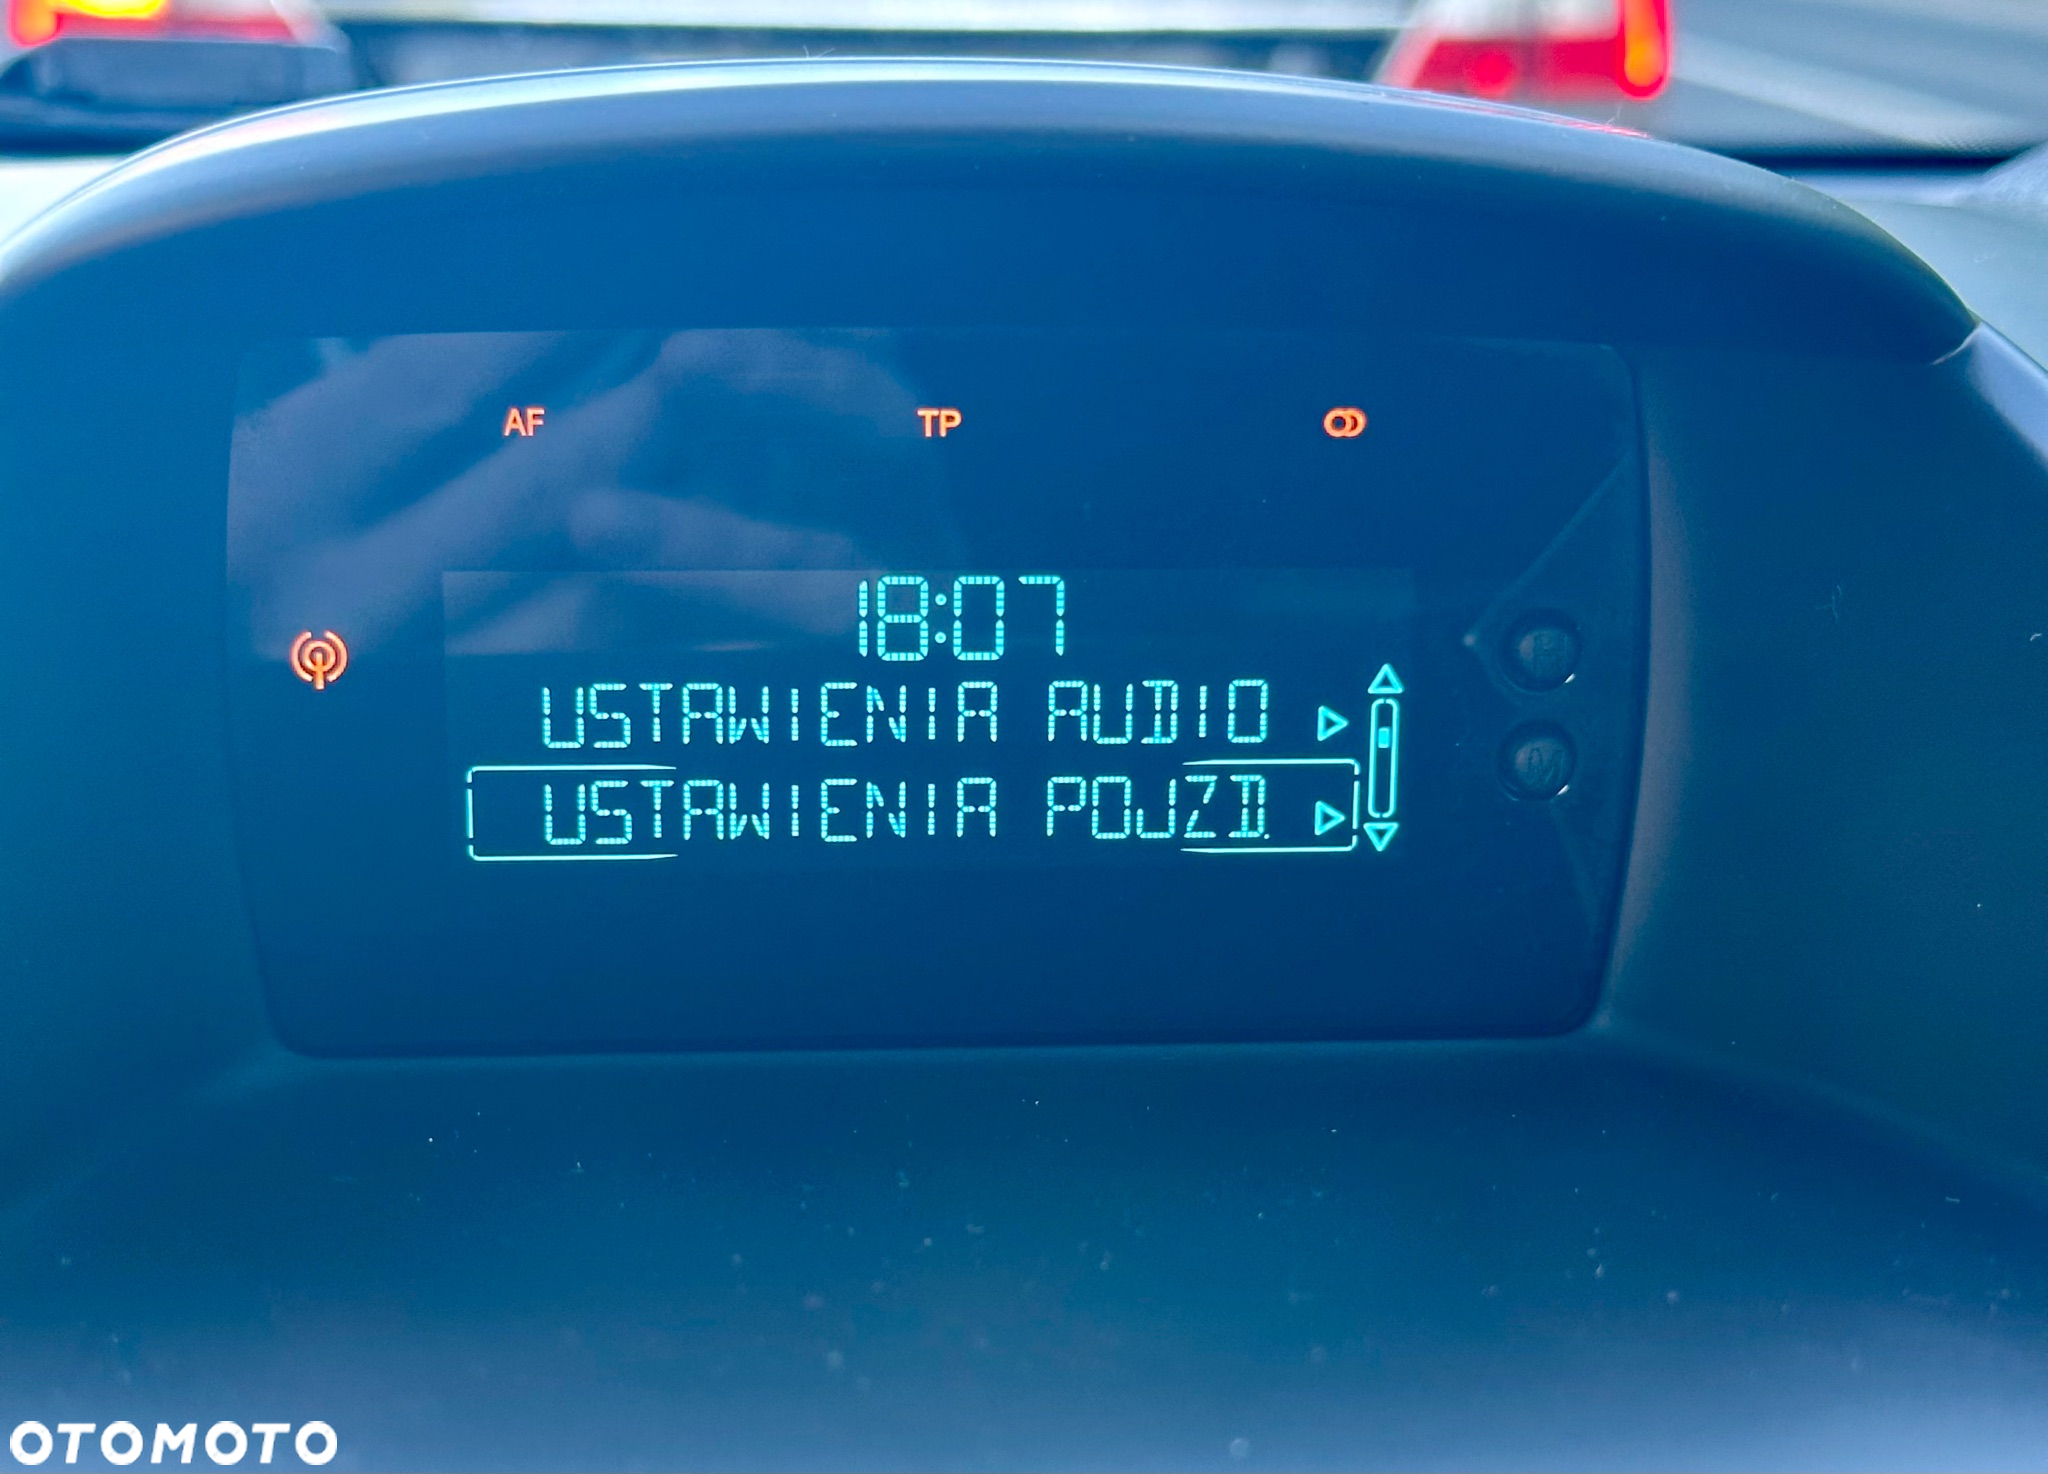 AF TP
18:07
USTAWIENIA AUDIO
USTAWIENIA POJZD.
B
M
OTOMOTO